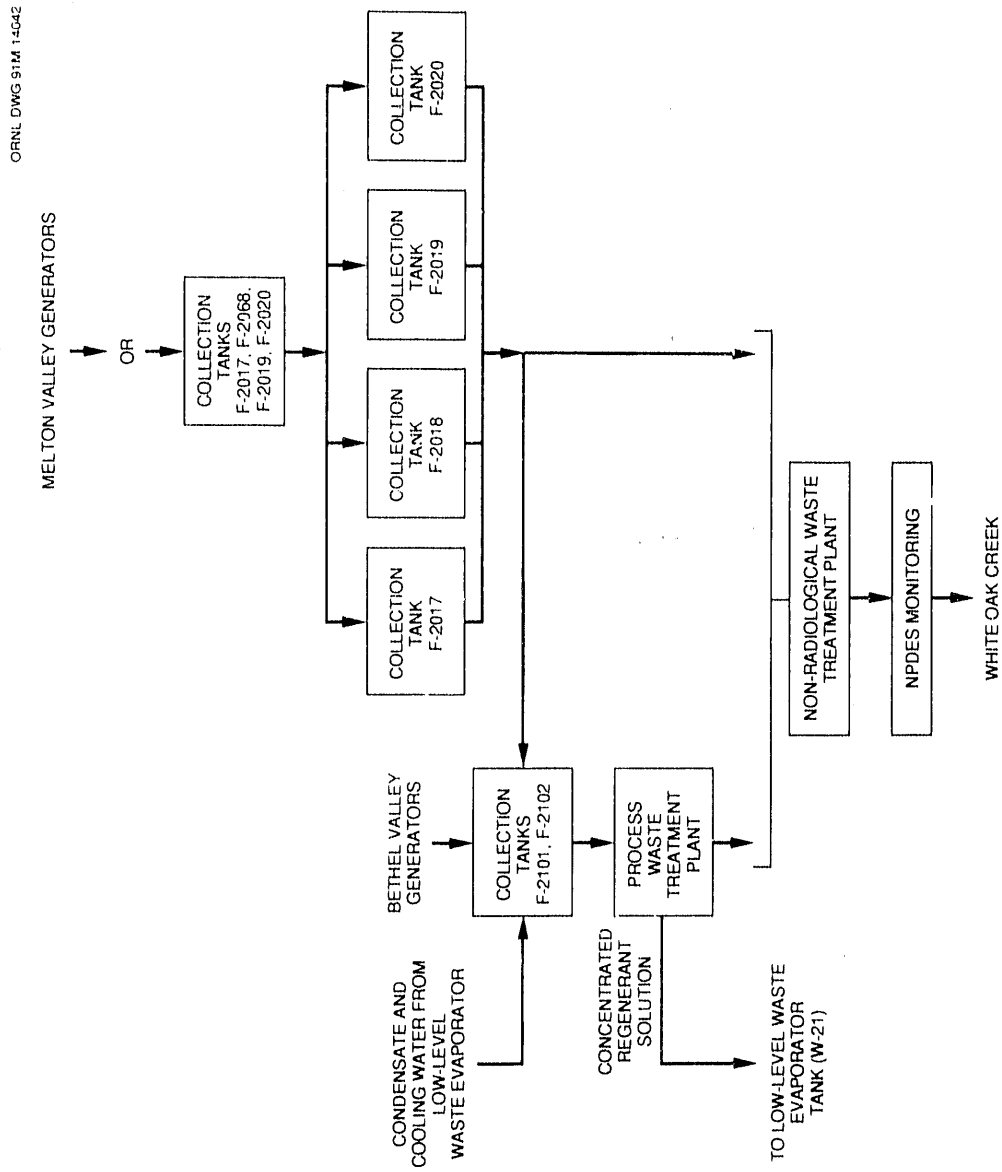 ORNL DWG 91M 14042
MELTON VALLEY GENERATORS
OR
COLLECTION
TANKS
F-2017, F-2068,
F-2019, F-2020
COLLECTION
TANK
F-2017
COLLECTION
TANK
F-2018
COLLECTION
TANK
F-2019
COLLECTION
TANK
F-2020
BETHEL VALLEY
GENERATORS
CONDENSATE AND
COOLING WATER FROM
LOW-LEVEL
WASTE EVAPORATOR
COLLECTION
TANKS
F-2101, F-2102
PROCESS
WASTE
TREATMENT
PLANT
CONCENTRATED
REGENERANT
SOLUTION
TO LOW-LEVEL WASTE
EVAPORATOR
TANK (W-21)
NON-RADIOLOGICAL WASTE
TREATMENT PLANT
NPDES MONITORING
WHITE OAK CREEK